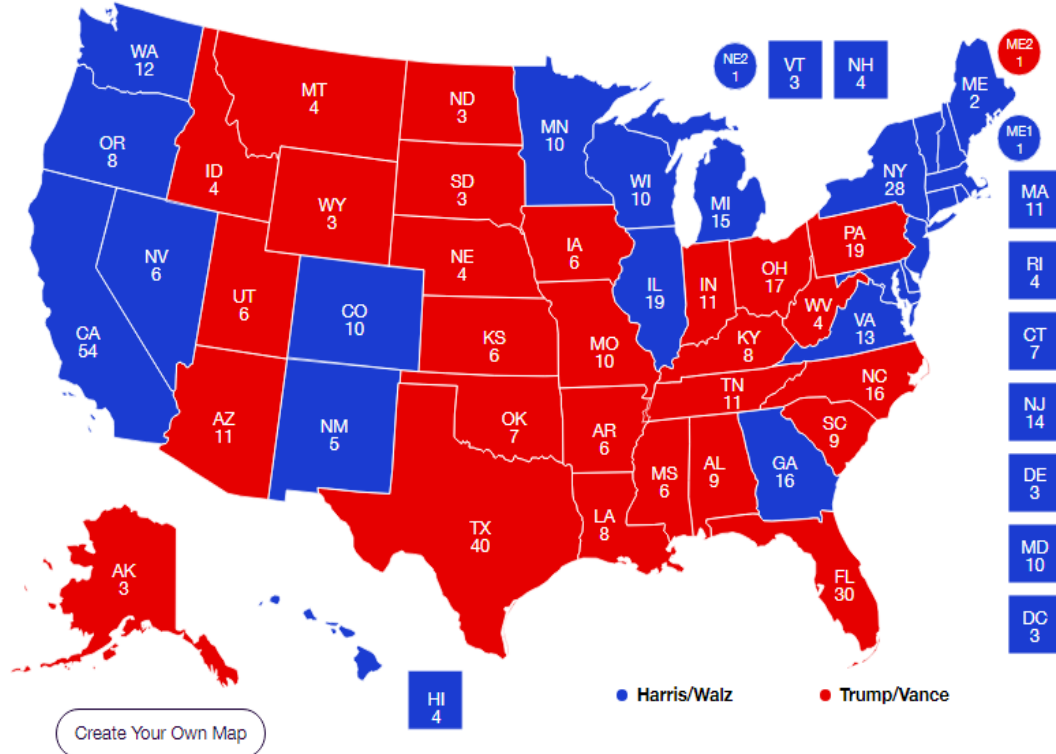 WA
12
OR
8
CA
54
NV
6
ID
4
MT
4
WY
3
UT
6
AZ
11
CO
10
NM
5
ND
3
SD
3
NE
4
KS
6
OK
7
TX
40
MN
10
IA
6
MO
10
AR
6
LA
8
WI
10
IL
19
MI
15
IN
11
OH
17
KY
8
TN
11
MS
6
AL
9
GA
16
FL
30
SC
9
NC
16
VA
13
WV
4
PA
19
NY
28
ME
2
NE2
1
VT
3
NH
4
ME2
1
ME1
1
MA
11
RI
4
CT
7
NJ
14
DE
3
MD
10
DC
3
AK
3
HI
4
Harris/Walz
Trump/Vance
Create Your Own Map